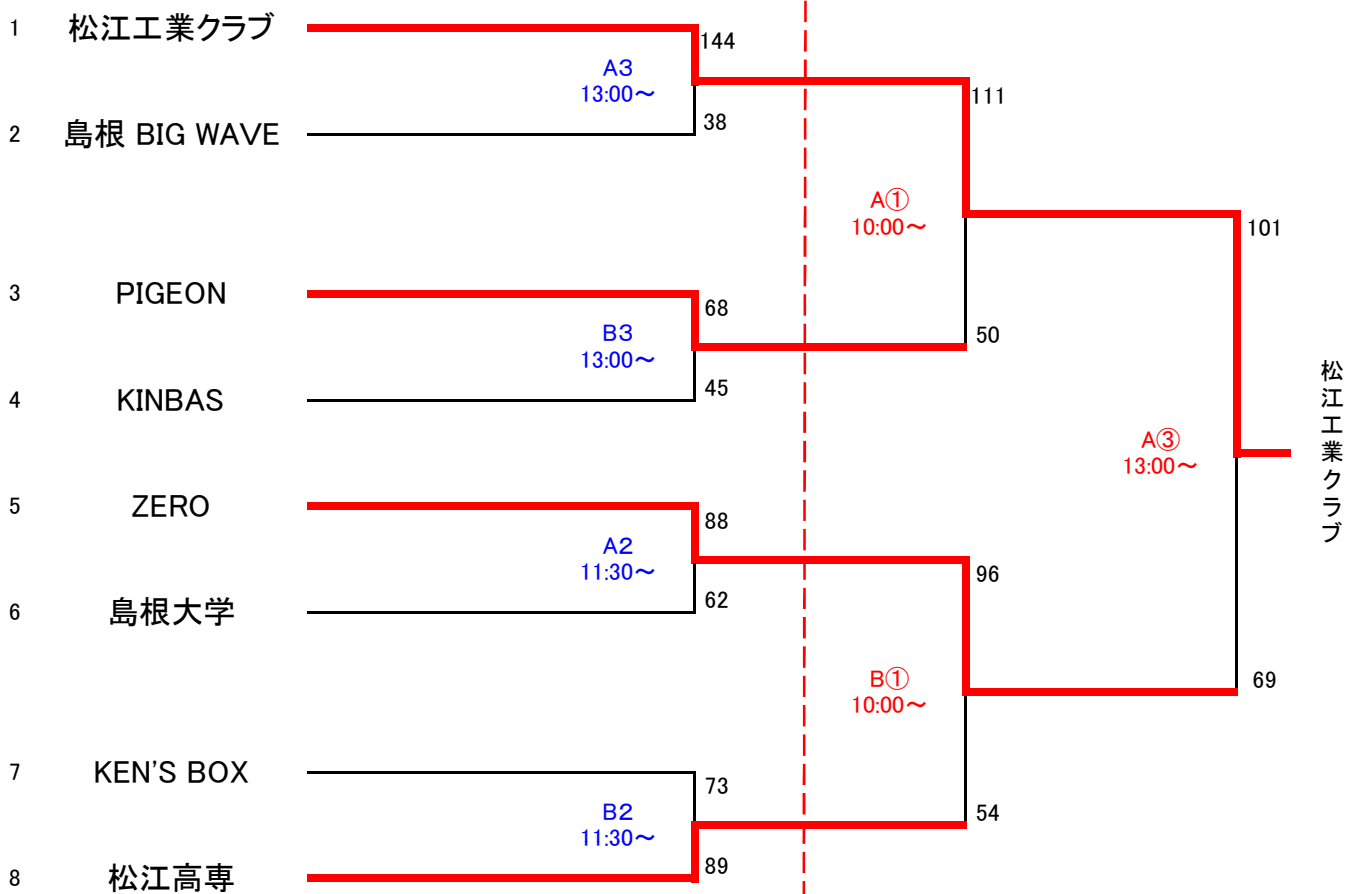 1 松江工業クラブ
144
A3
13:00～
111
38
2 島根 BIG WAVE
A①
10:00～
101
3 PIGEON
68
B3
13:00～
50
45
4 KINBAS
松江工業クラブ
A③
13:00～
5 ZERO
88
A2
11:30～
96
62
6 島根大学
69
B①
10:00～
7 KEN'S BOX
73
B2
11:30～
54
89
8 松江高専